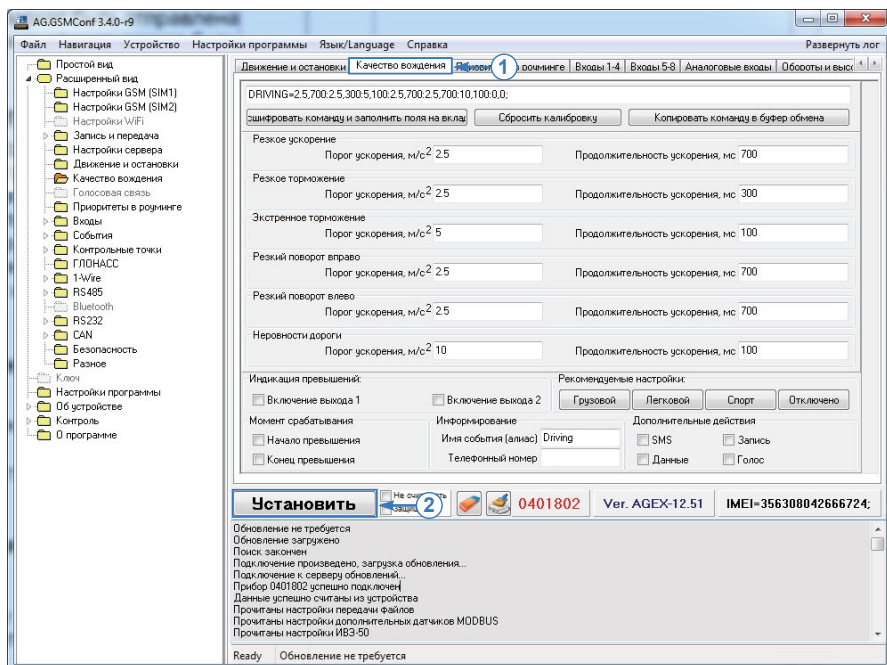 AG.GSMConf 3.4.0-r9
Файл Навигация Устройство Настройки программы Язык/Language Справка Развернуть лог
Простой вид
Расширенный вид
Настройки GSM (SIM1)
Настройки GSM (SIM2)
Настройки WiFi
Запись и передача
Настройки сервера
Движение и остановки
Качество вождения
Голосовая связь
Приоритеты в роуминге
Входы
События
Контрольные точки
ГЛОНАСС
1-Wire
RS485
Bluetooth
RS232
CAN
Безопасность
Разное
Ключ
Настройки программы
Об устройстве
Контроль
О программе
Движение и остановки Качество вождения 1 роуминге Входы 1-4 Входы 5-8 Аналоговые входы Обороты и выс
DRIVING=2.5,700:2.5,300:5,100:2.5,700:2.5,700:10,100:0,0;
сшифровать команду и заполнить поля на вклад Сбросить калибровку Копировать команду в буфер обмена
Резкое ускорение
Порог ускорения, м/с2 2.5 Продолжительность ускорения, мс 700
Резкое торможение
Порог ускорения, м/с2 2.5 Продолжительность ускорения, мс 300
Экстренное торможение
Порог ускорения, м/с2 5 Продолжительность ускорения, мс 100
Резкий поворот вправо
Порог ускорения, м/с2 2.5 Продолжительность ускорения, мс 700
Резкий поворот влево
Порог ускорения, м/с2 2.5 Продолжительность ускорения, мс 700
Неровности дороги
Порог ускорения, м/с2 10 Продолжительность ускорения, мс 100
Индикация превышений: Рекомендуемые настройки:
Включение выхода 1 Включение выхода 2 Грузовой Легковой Спорт Отключено
Момент срабатывания Информирование Дополнительные действия
Начало превышения Имя события (алиас) Driving SMS Запись
Конец превышения Телефонный номер Данные Голос
Установить 2 Не 0401802 Ver. AGEX-12.51 IMEI=356308042666724;
Обновление не требуется
Обновление загружено
Поиск закончен
Подключение произведено, загрузка обновления...
Подключение к серверу обновлений...
Прибор 0401802 успешно подключен
Данные успешно считаны из устройства
Прочитаны настройки передачи файлов
Прочитаны настройки дополнительных датчиков MODBUS
Прочитаны настройки ИВЭ-50
Ready Обновление не требуется